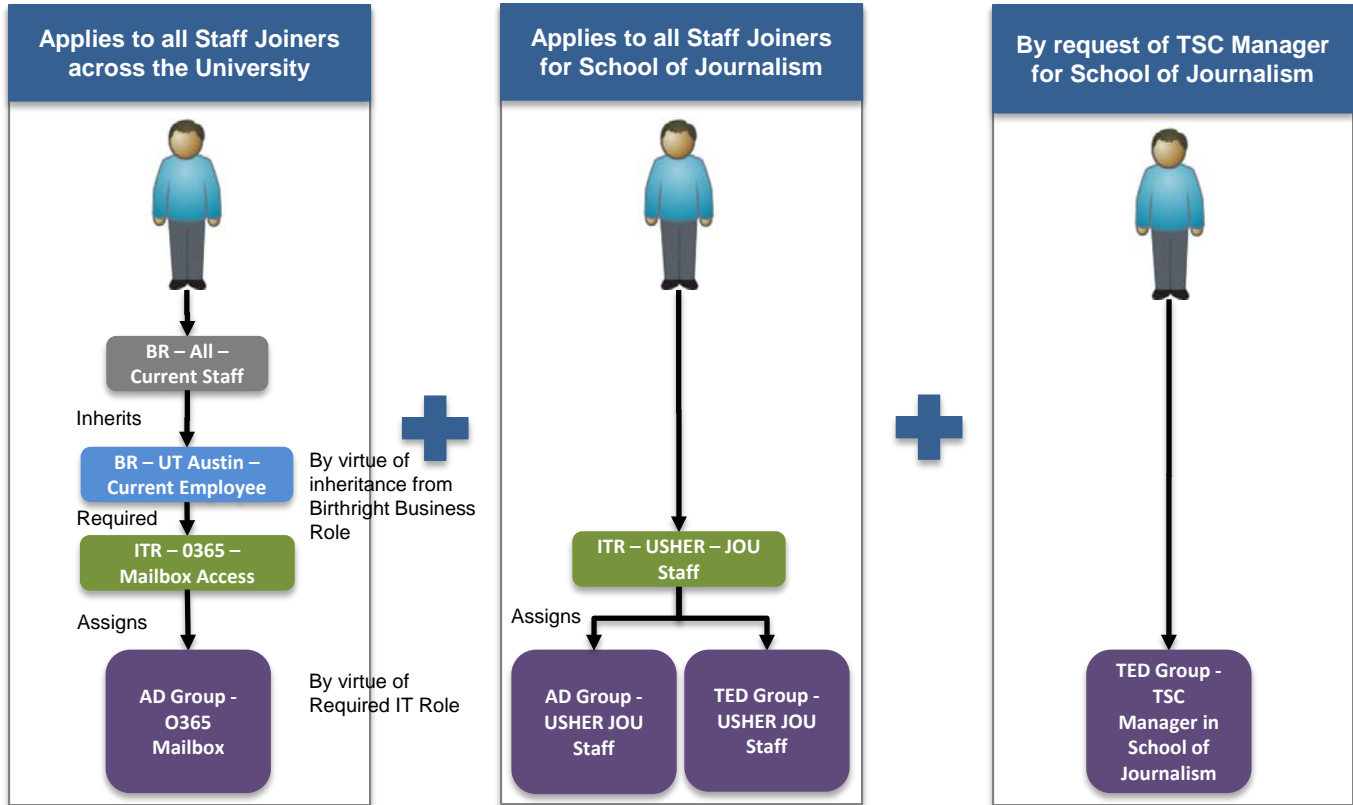 Applies to all Staff Joiners
across the University
BR – All –
Current Staff
Inherits
BR – UT Austin –
Current Employee
By virtue of
inheritance from
Birthright Business
Role
Required
ITR – 0365 –
Mailbox Access
Assigns
AD Group -
O365
Mailbox
By virtue of
Required IT Role
Applies to all Staff Joiners
for School of Journalism
ITR – USHER – JOU
Staff
Assigns
AD Group -
USHER JOU
Staff
TED Group -
USHER JOU
Staff
By request of TSC Manager
for School of Journalism
TED Group -
TSC
Manager in
School of
Journalism